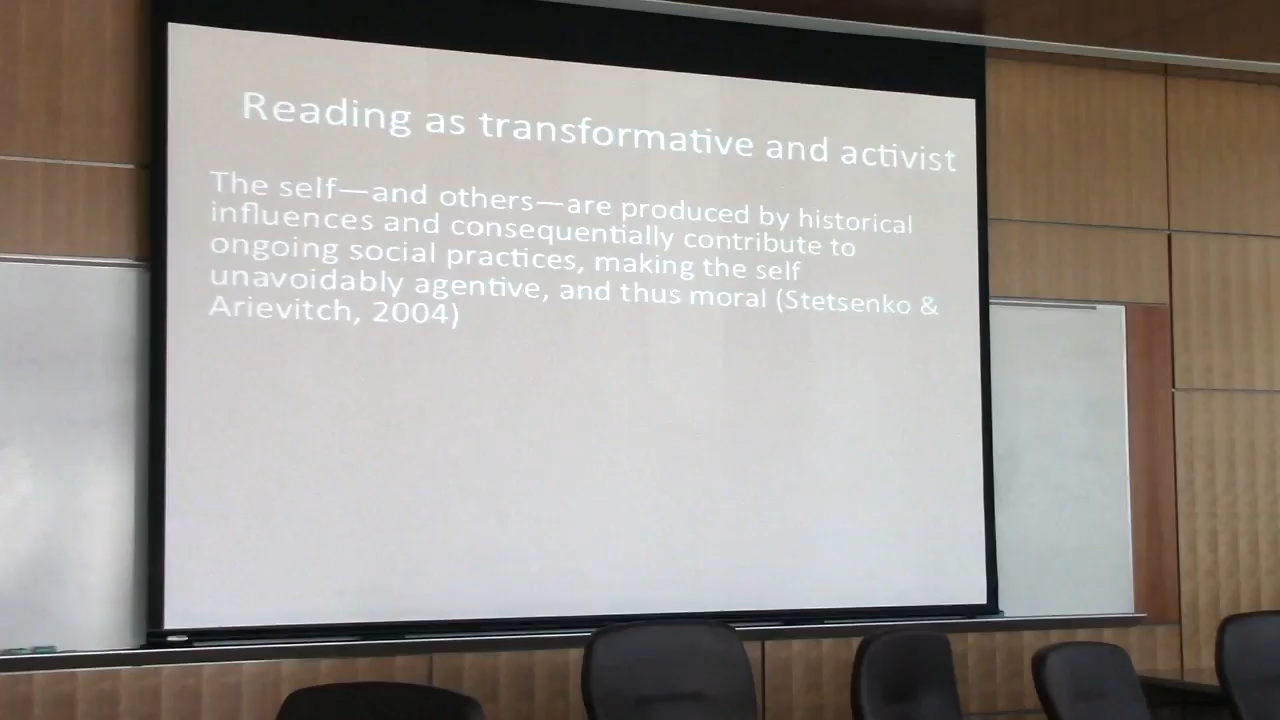 Reading as transformative and activist
The self—and others—are produced by historical
influences and consequentially contribute to
ongoing social practices, making the self
unavoidably agentive, and thus moral (Stetsenko &
Arievitch, 2004)